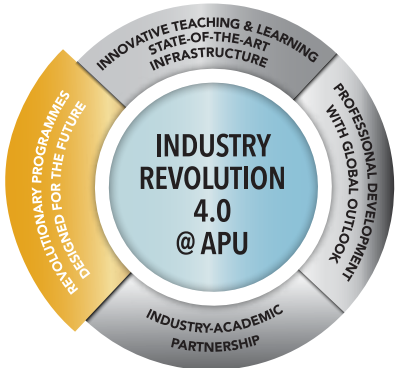 INNOVATIVE TEACHING & LEARNING
STATE-OF-THE-ART
INFRASTRUCTURE
PROFESSIONAL DEVELOPMENT
WITH GLOBAL OUTLOOK
INDUSTRY-ACADEMIC
PARTNERSHIP
REVOLUTIONARY PROGRAMMES
DESIGNED FOR THE FUTURE
INDUSTRY
REVOLUTION
4.0
@ APU